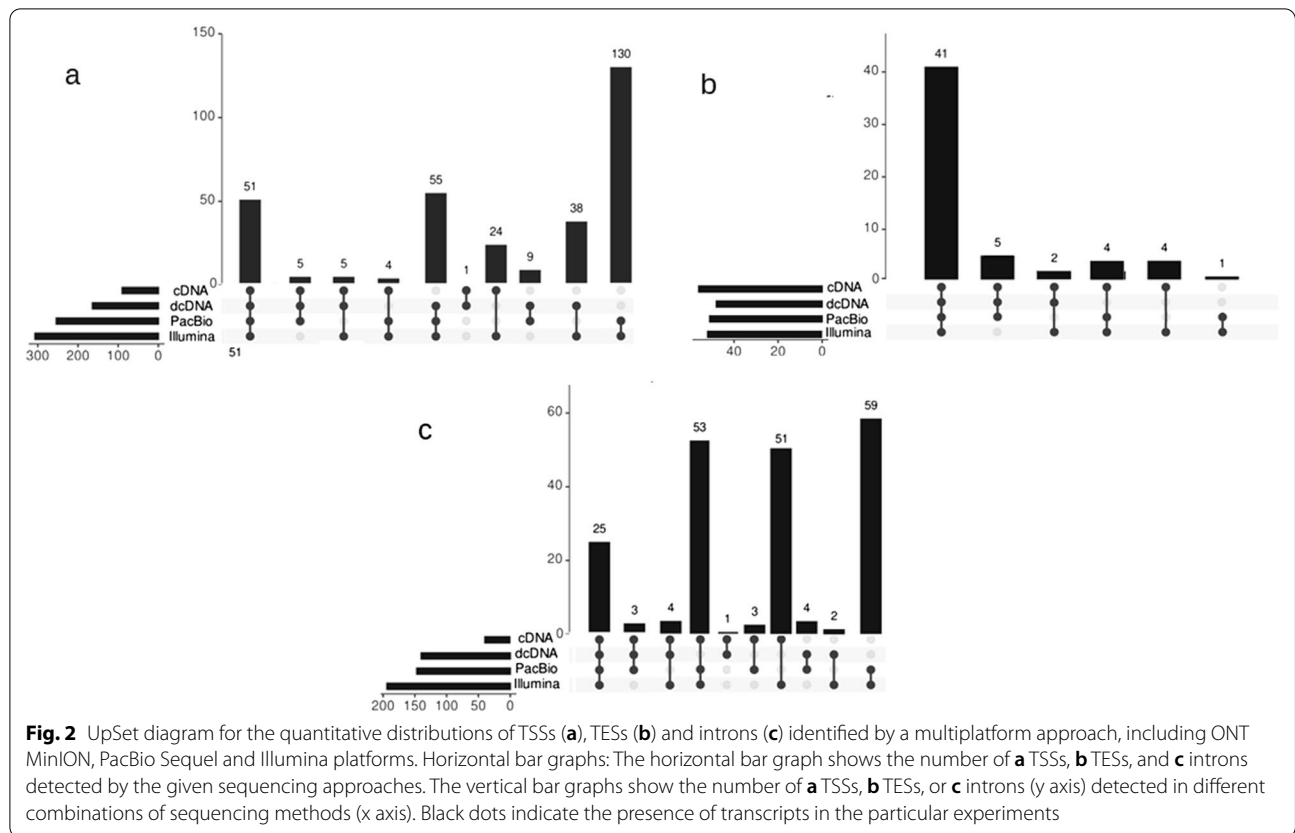 a
150
100
50
0
51
5
5
4
55
1
24
9
38
130
cDNA
dcDNA
PacBio
Illumina
300 200 100 0
51
b
40
30
20
10
0
41
5
2
4
4
1
cDNA
dcDNA
PacBio
Illumina
40 20 0
c
60
40
20
0
25
3
4
53
1
3
51
4
2
59
cDNA
dcDNA
PacBio
Illumina
200 150 100 50 0
Fig. 2 UpSet diagram for the quantitative distributions of TSSs (a), TESs (b) and introns (c) identified by a multiplatform approach, including ONT
MinION, PacBio Sequel and Illumina platforms. Horizontal bar graphs: The horizontal bar graph shows the number of a TSSs, b TESs, and c introns
detected by the given sequencing approaches. The vertical bar graphs show the number of a TSSs, b TESs, or c introns (y axis) detected in different
combinations of sequencing methods (x axis). Black dots indicate the presence of transcripts in the particular experiments